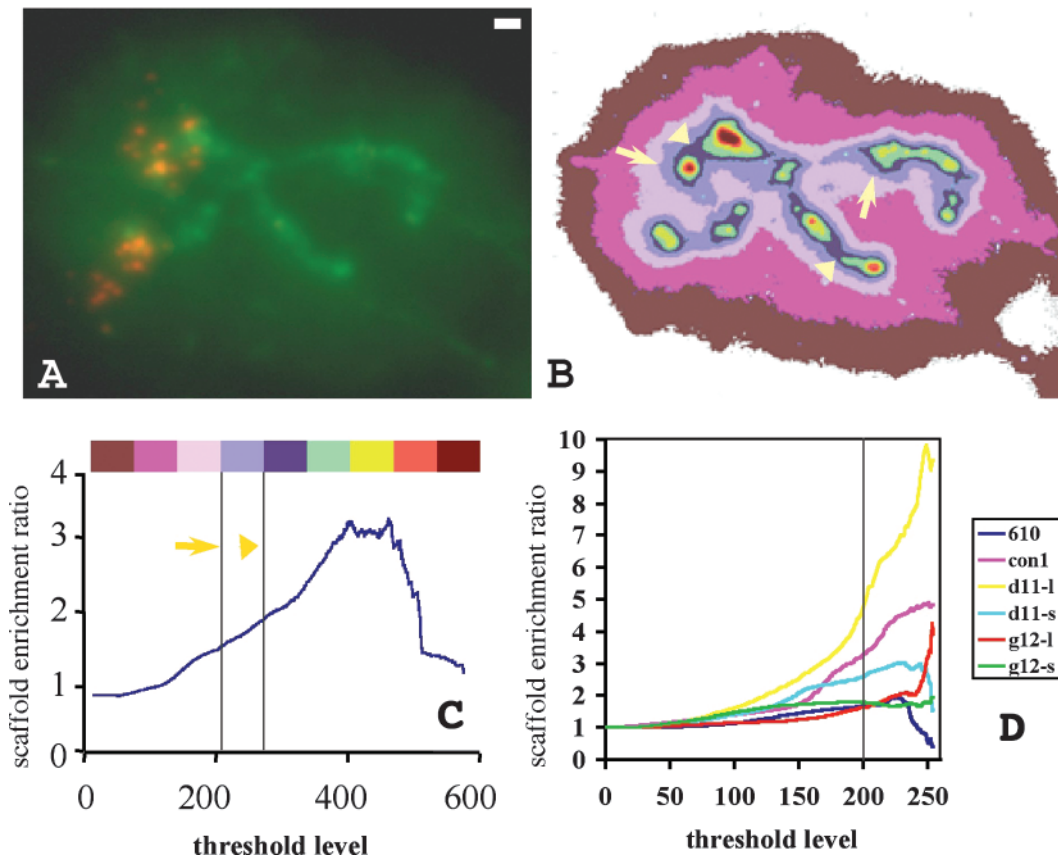 A
B
4
3
2
1
0
scaffold enrichment ratio
C
0 200 400 600
threshold level
10
9
8
7
6
5
4
3
2
1
0
scaffold enrichment ratio
D
0 50 100 150 200 250
threshold level
610
con1
d11-l
d11-s
g12-l
g12-s